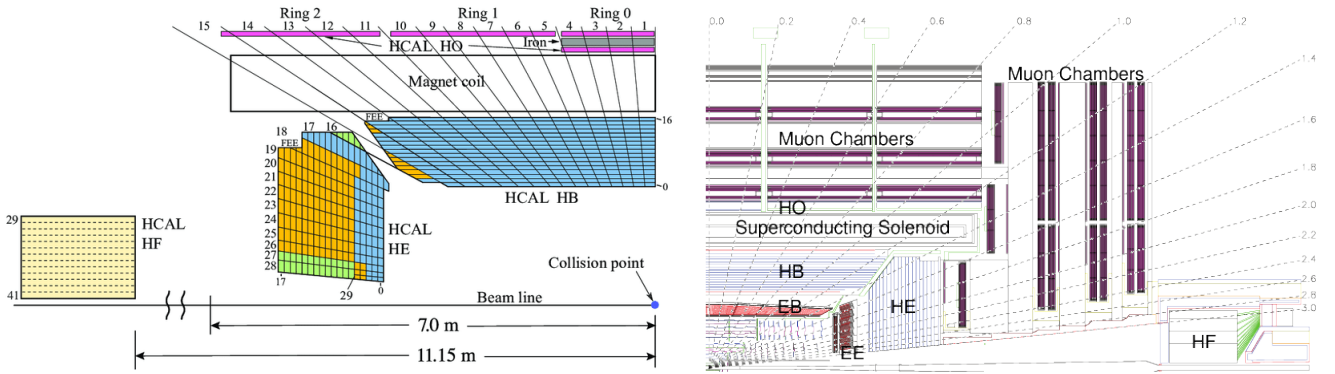 Ring 2 Ring 1 Ring 0
15 14 13 12 11 10 9 8 7 6 5 4 3 2 1
HCAL HO Iron
Magnet coil
FEE
16
0
HCAL HB
18 17 16
FEE
19
20
21
22
23
24
25
26
27
28
17
29
0
HCAL
HE
29
HCAL
HF
41
Collision point
Beam line
7.0 m
11.15 m
0.0 0.2 0.4 0.6 0.8 1.0 1.2
1.4
1.6
1.8
2.0
2.2
2.4
2.6
2.8
3.0
Muon Chambers
Muon Chambers
HO
Superconducting Solenoid
HB
EB
HE
EE
HF